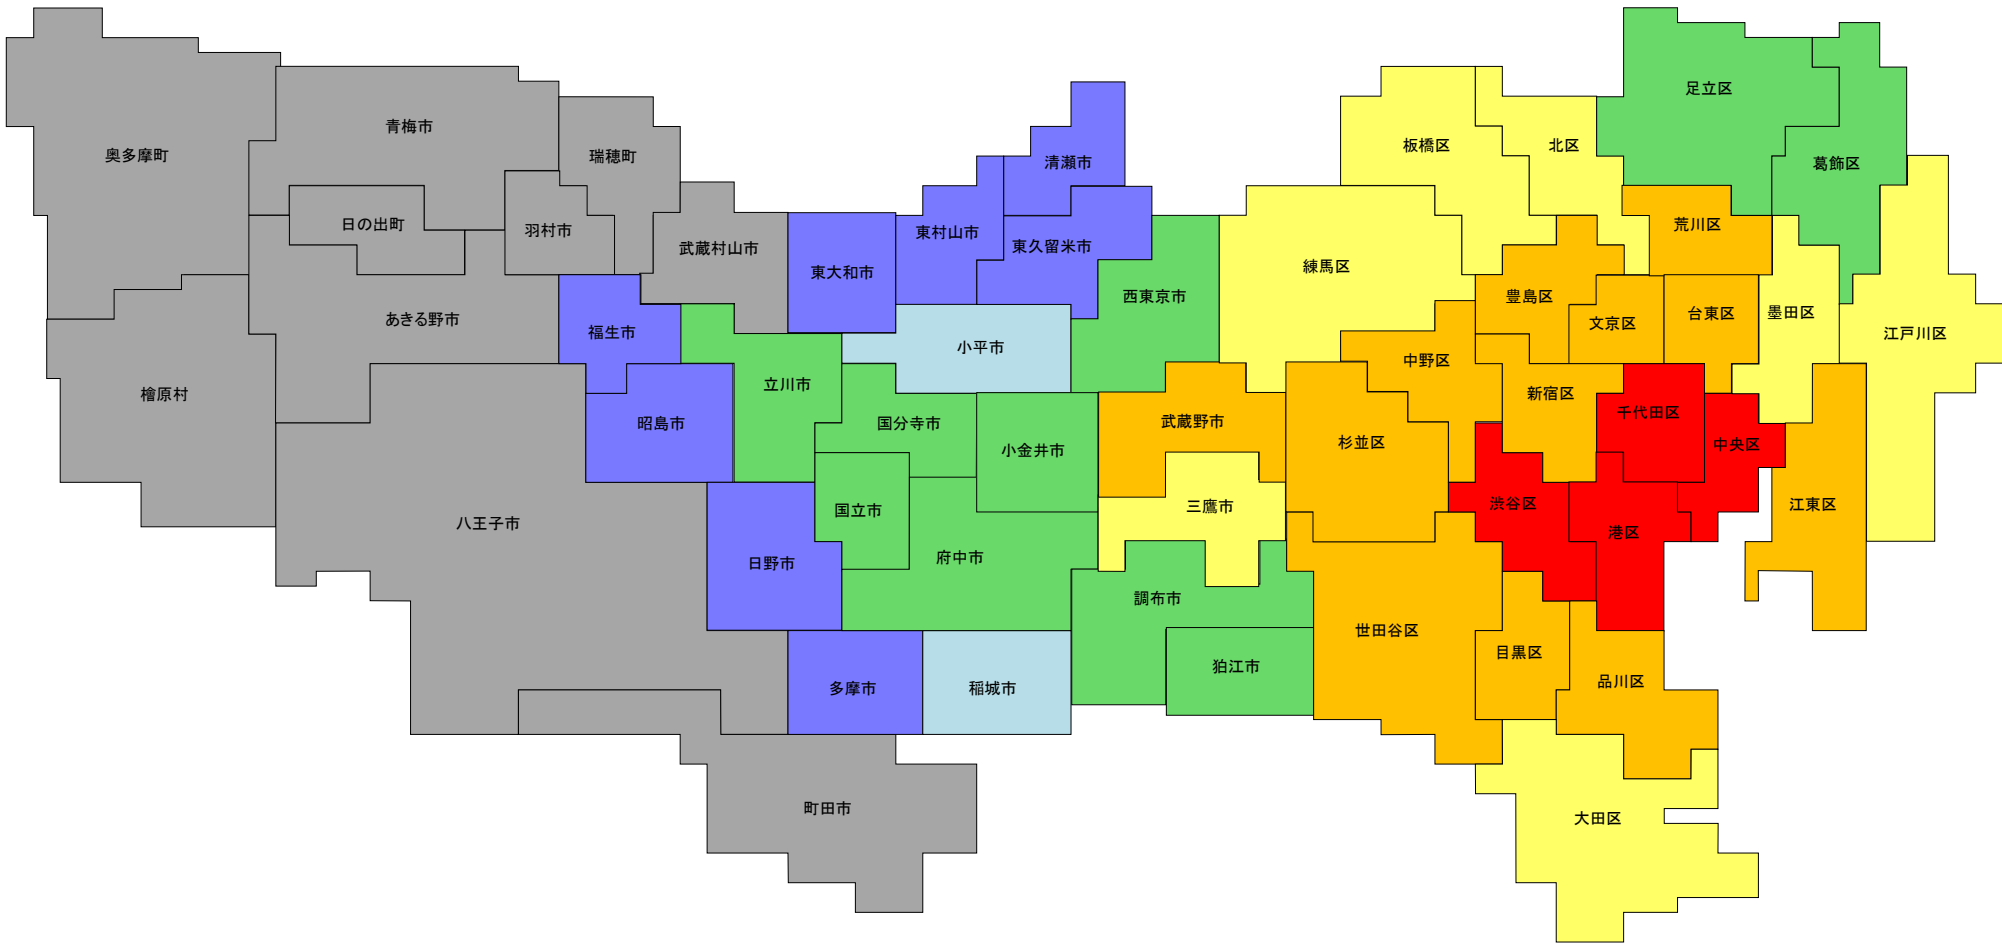 足立区
青梅市
板橋区
北区
奥多摩町
瑞穂町
清瀬市
葛飾区
日の出町
羽村市
東村山市
荒川区
武蔵村山市
東久留米市
東大和市
練馬区
西東京市
豊島区
墨田区
台東区
あきる野市
文京区
福生市
江戸川区
小平市
中野区
立川市
檜原村
新宿区
千代田区
昭島市
国分寺市
武蔵野市
杉並区
中央区
小金井市
渋谷区
江東区
三鷹市
国立市
八王子市
港区
府中市
日野市
調布市
世田谷区
目黒区
狛江市
品川区
多摩市
稲城市
町田市
大田区